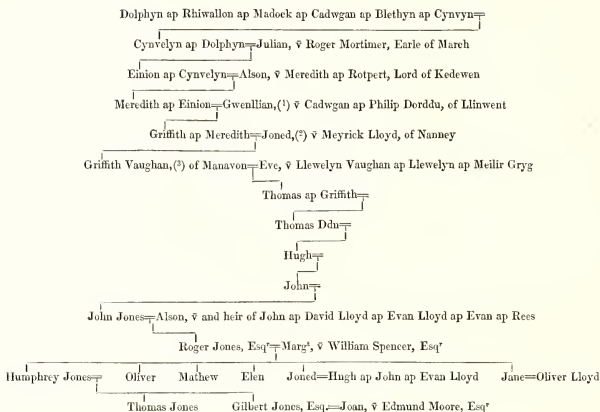 Dolphyn ap Rhiwallon ap Madock ap Cadwgan ap Blethyn ap Cynvyn=
Cynvelyn ap Dolphyn=Julian, v̄ Roger Mortimer, Earle of March
Einion ap Cynvelyn=Alson, v̄ Meredith ap Rotpert, Lord of Kedewen
Meredith ap Einion=Gwenllian,(¹) v̄ Cadwgan ap Philip Dorddu, of Llinwent
Griffith ap Meredith=Joned,(²) v̄ Meyrick Lloyd, of Nanney
Griffith Vaughan,(³) of Manavon=Eve, v̄ Llewelyn Vaughan ap Llewelyn ap Meilir Gryg
Thomas ap Griffith=
Thomas Ddu=
Hugh=
John=
John Jones=Alson, v̄ and heir of John ap David Lloyd ap Evan Lloyd ap Evan ap Rees
Roger Jones, Esqʳ=Margᵗ, v̄ William Spencer, Esqʳ
Humphrey Jones= Oliver Mathew Elen Joned=Hugh ap John ap Evan Lloyd Jane=Oliver Lloyd
Thomas Jones Gilbert Jones, Esq.=Joan, v̄ Edmund Moore, Esqʳ